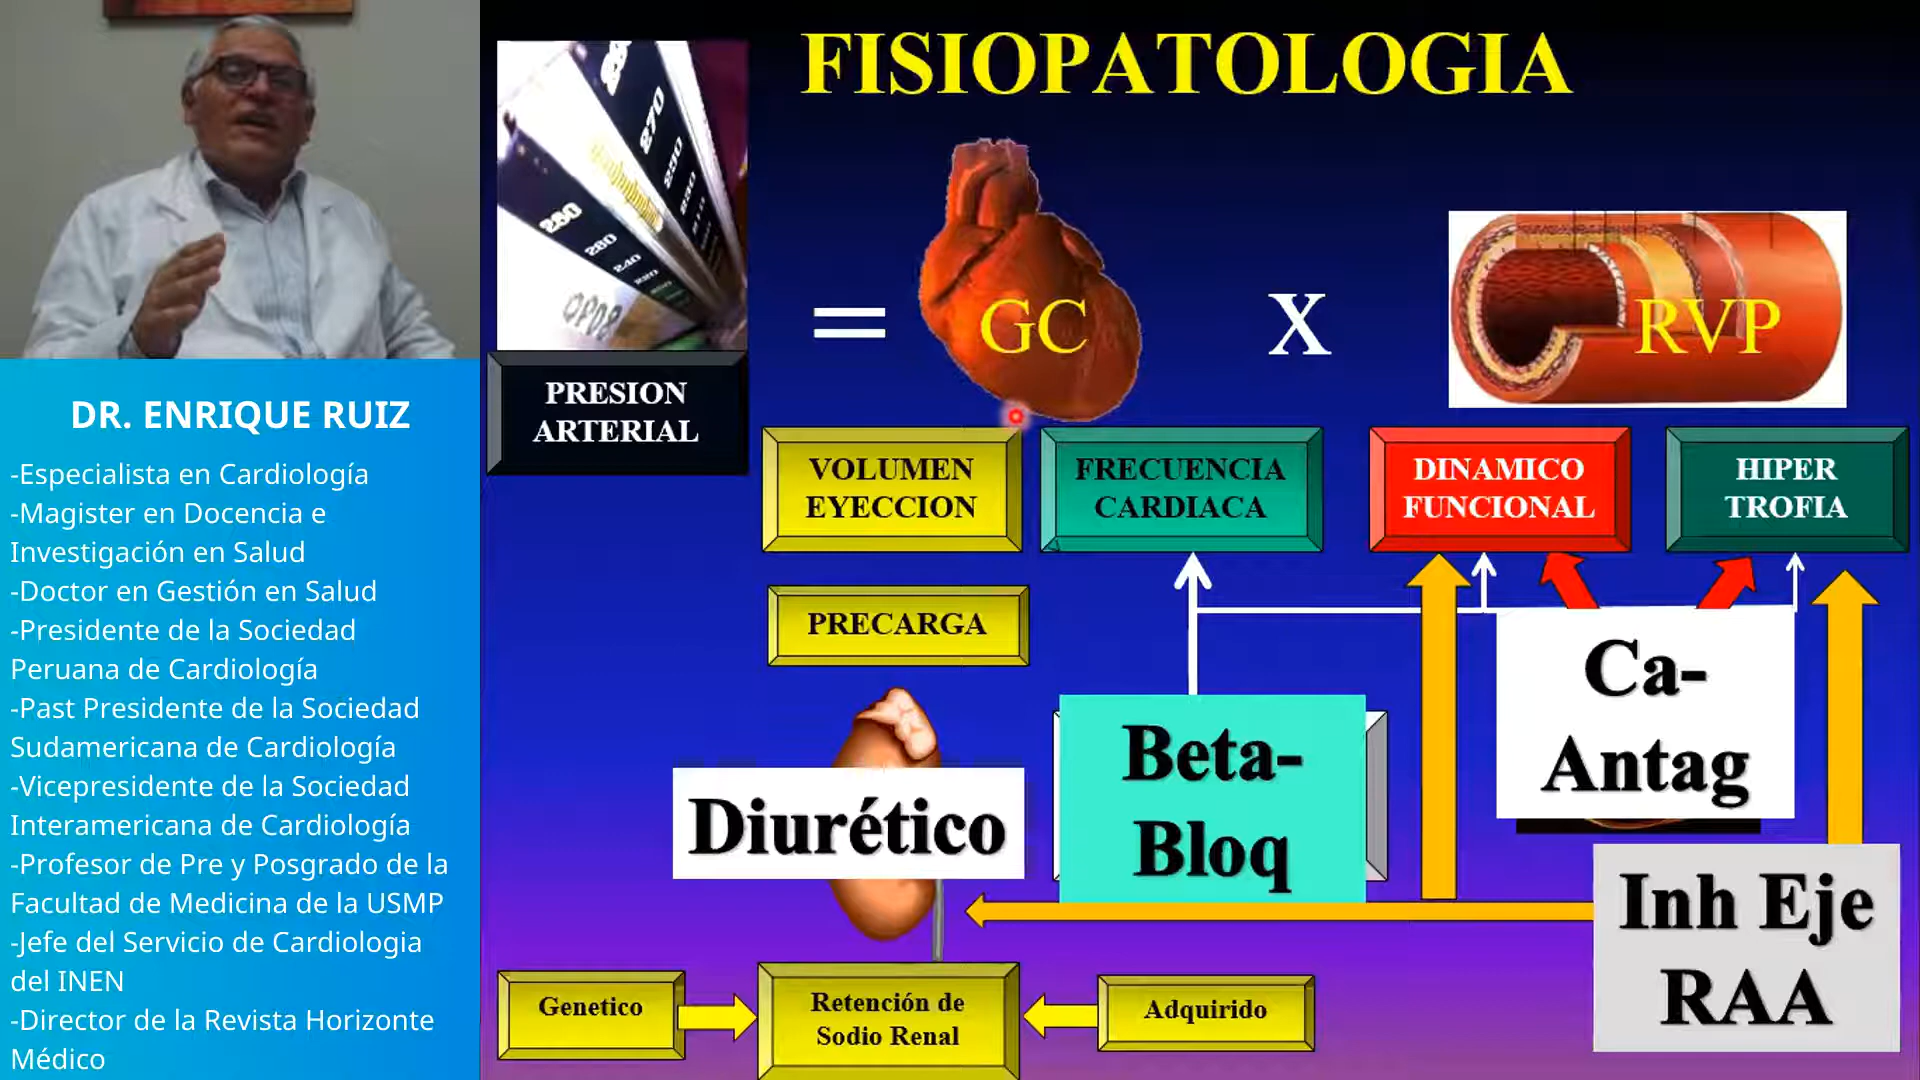 FISIOPATOLOGIA
280
260
240
270
=
GC
X
RVP
PRESION
ARTERIAL
VOLUMEN
EYECCION
FRECUENCIA
CARDIACA
DINAMICO
FUNCIONAL
HIPER
TROFIA
PRECARGA
Ca-
Antag
Beta-
Bloq
Diurético
Inh Eje
RAA
Genetico
Retención de
Sodio Renal
Adquirido
DR. ENRIQUE RUIZ
-Especialista en Cardiología
-Magister en Docencia e
Investigación en Salud
-Doctor en Gestión en Salud
-Presidente de la Sociedad
Peruana de Cardiología
-Past Presidente de la Sociedad
Sudamericana de Cardiología
-Vicepresidente de la Sociedad
Interamericana de Cardiología
-Profesor de Pre y Posgrado de la
Facultad de Medicina de la USMP
-Jefe del Servicio de Cardiologia
del INEN
-Director de la Revista Horizonte
Médico